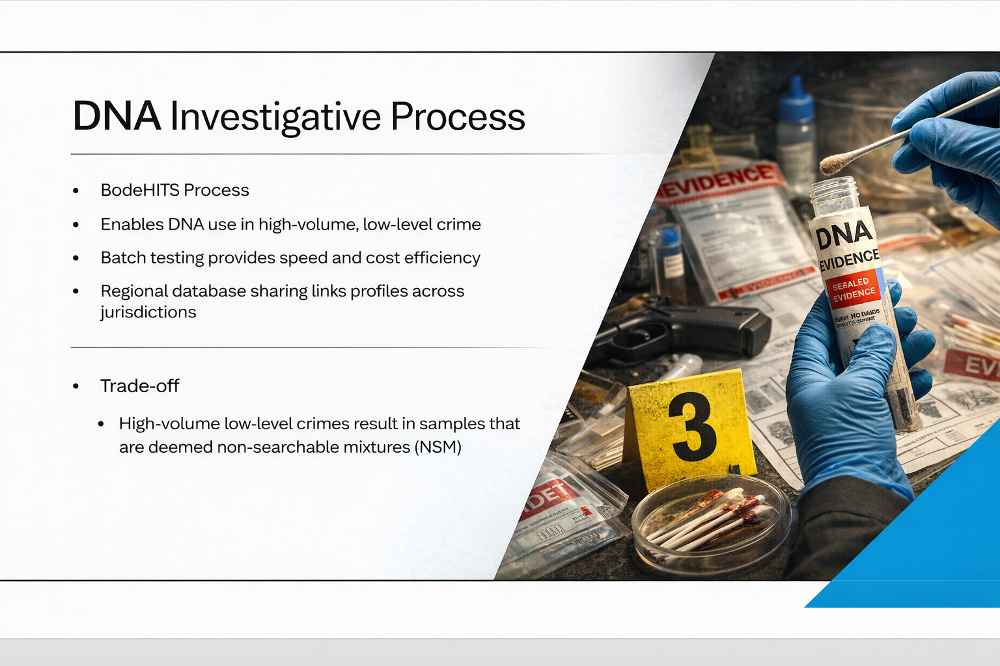 DNA Investigative Process
• BodeHITS Process
• Enables DNA use in high-volume, low-level crime
• Batch testing provides speed and cost efficiency
• Regional database sharing links profiles across
jurisdictions
• Trade-off
• High-volume low-level crimes result in samples that
are deemed non-searchable mixtures (NSM)
EVIDENCE
DNA
EVIDENCE
SEBALED
EVIDENCE
EV
3